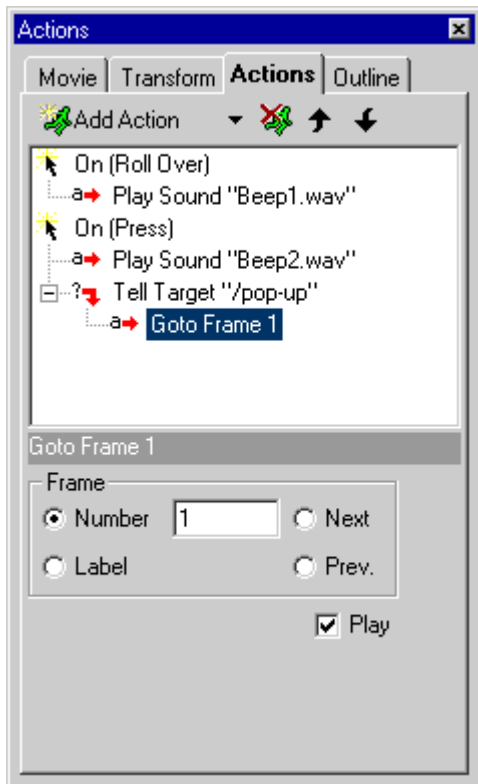 Actions
Movie Transform Actions Outline
Add Action
On (Roll Over)
a Play Sound "Beep1.wav"
On (Press)
a Play Sound "Beep2.wav"
? Tell Target "/pop-up"
a Goto Frame 1
Goto Frame 1
Frame
Number 1 Next
Label Prev.
Play